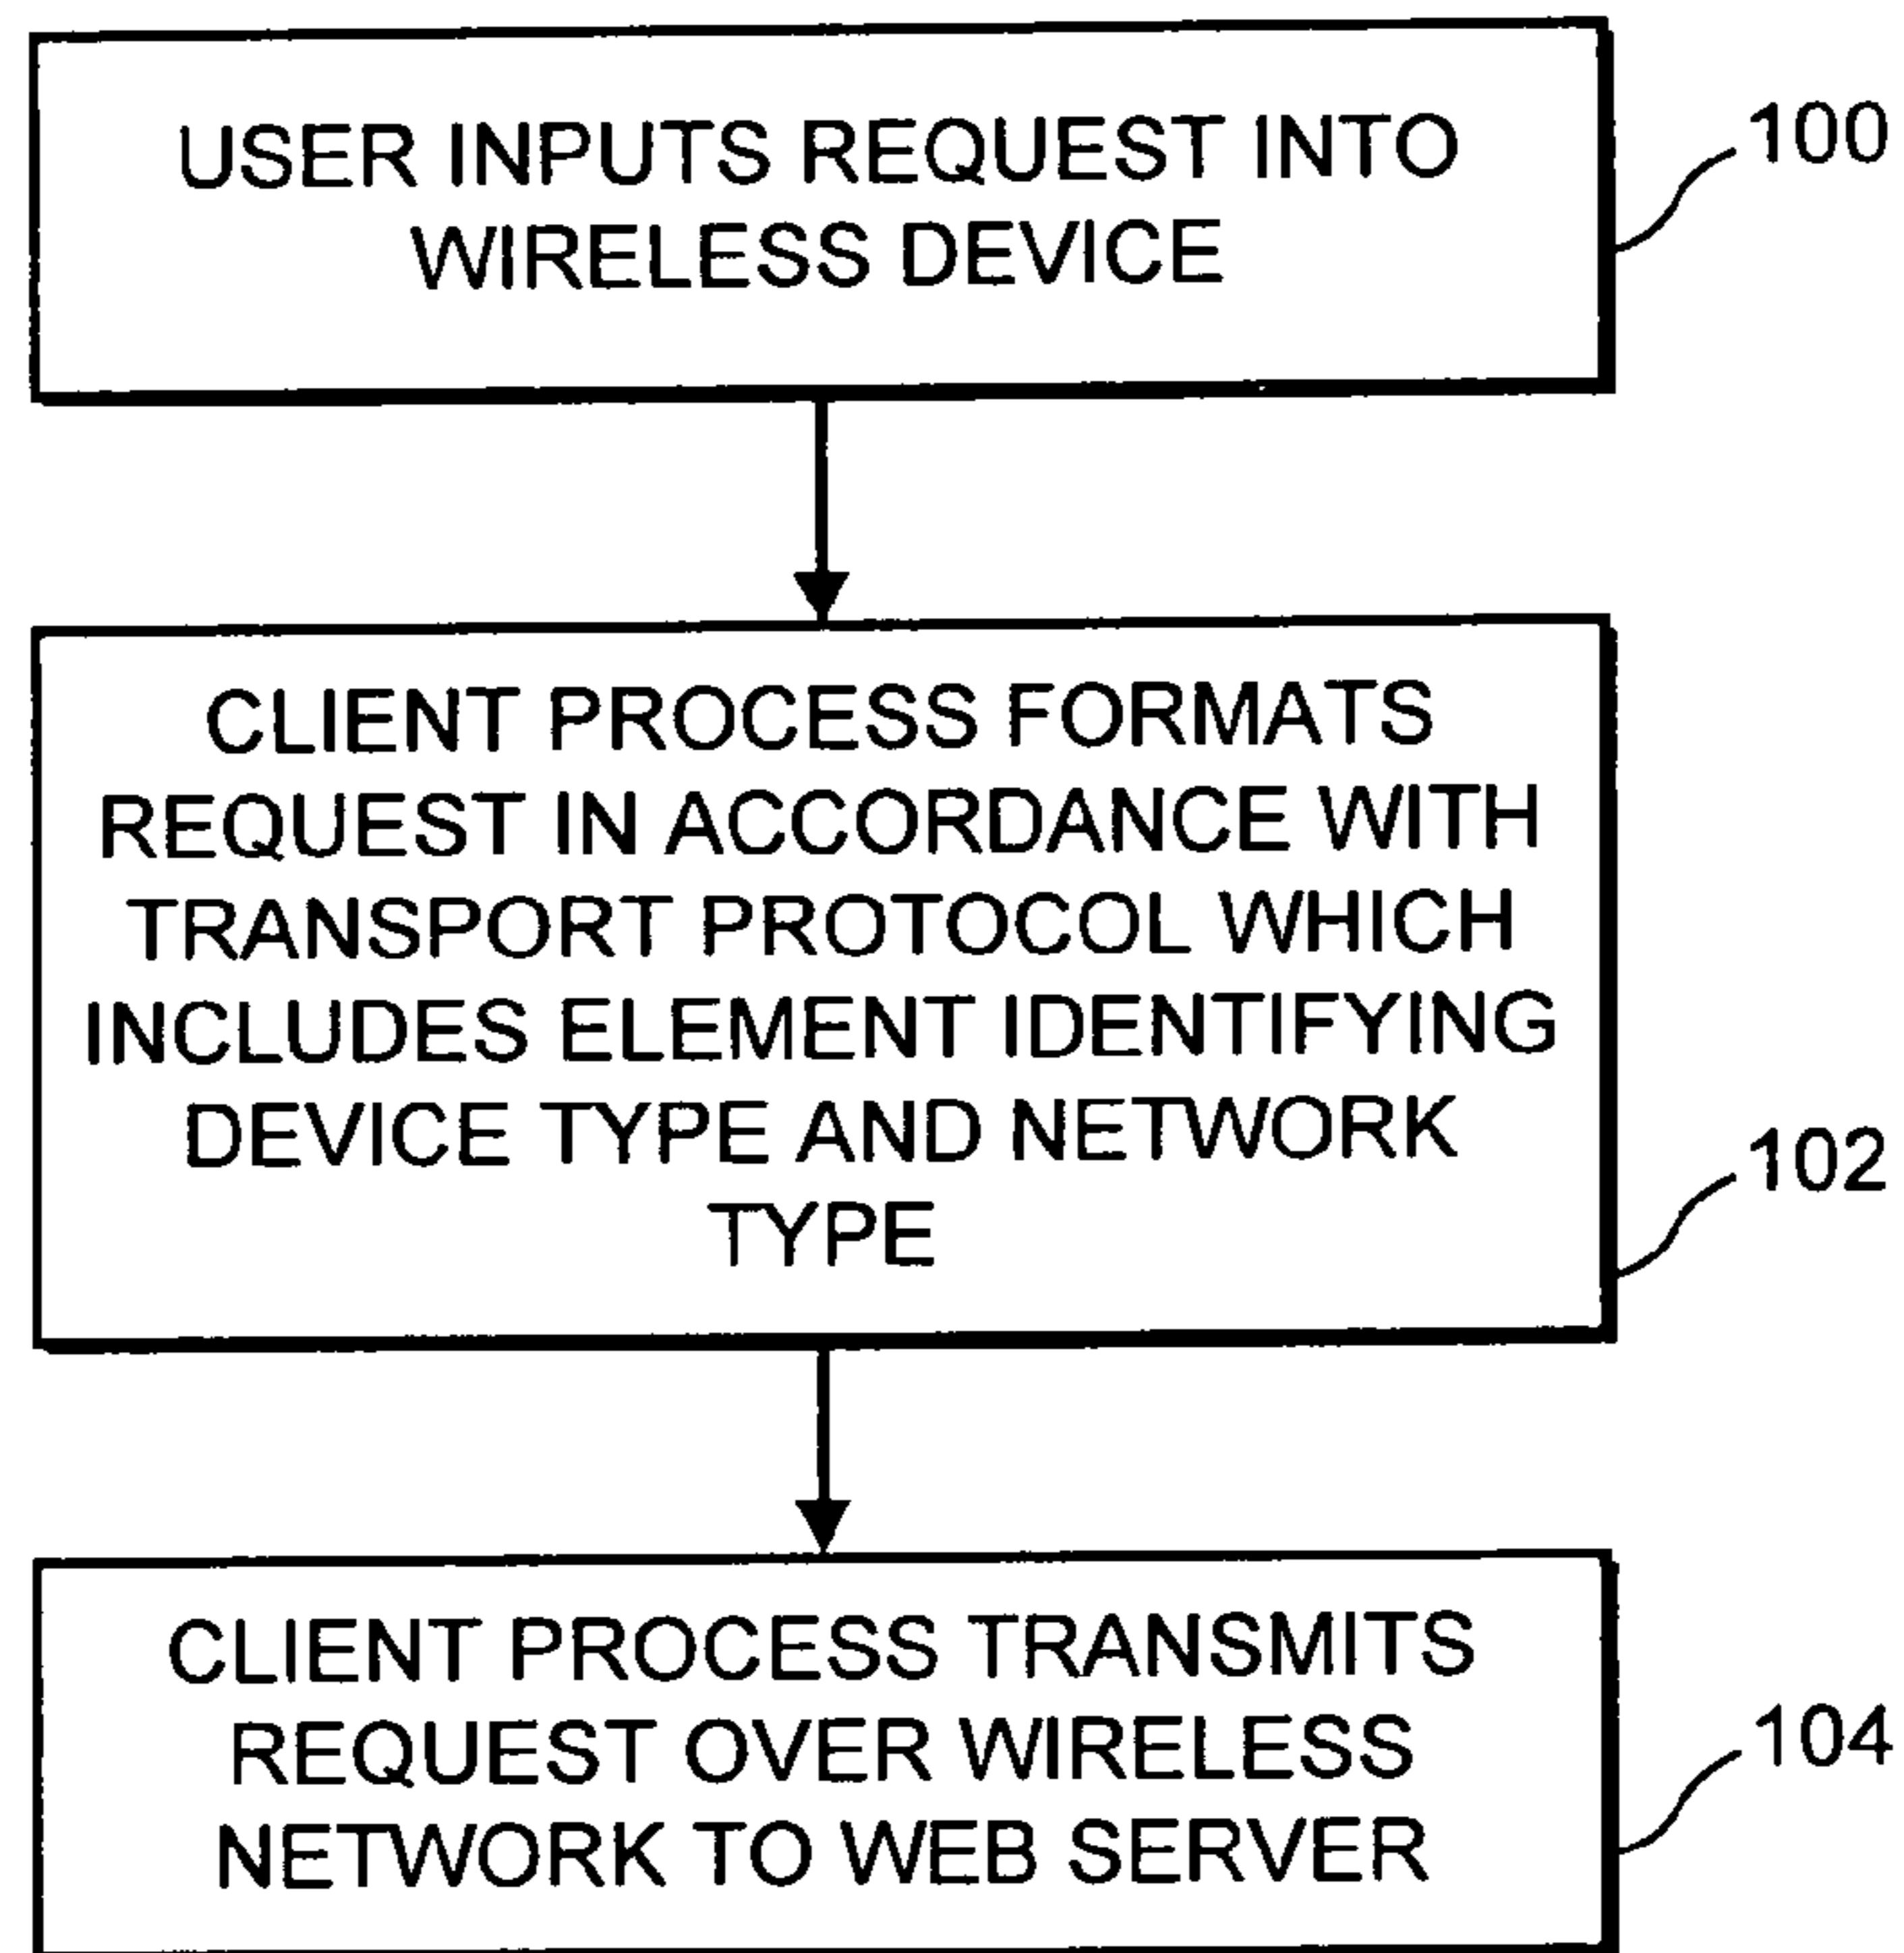 USER INPUTS REQUEST INTO
WIRELESS DEVICE
100
CLIENT PROCESS FORMATS
REQUEST IN ACCORDANCE WITH
TRANSPORT PROTOCOL WHICH
INCLUDES ELEMENT IDENTIFYING
DEVICE TYPE AND NETWORK
TYPE
102
CLIENT PROCESS TRANSMITS
REQUEST OVER WIRELESS
NETWORK TO WEB SERVER
104